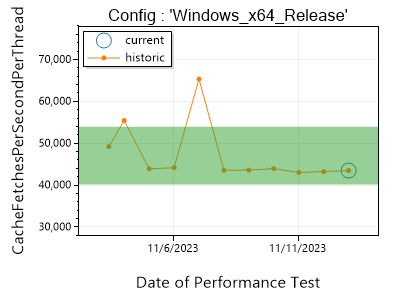 Config : 'Windows_x64_Release'
current
historic
CacheFetchesPerSecondPerThread
70,000
60,000
50,000
40,000
30,000
11/6/2023
11/11/2023
Date of Performance Test